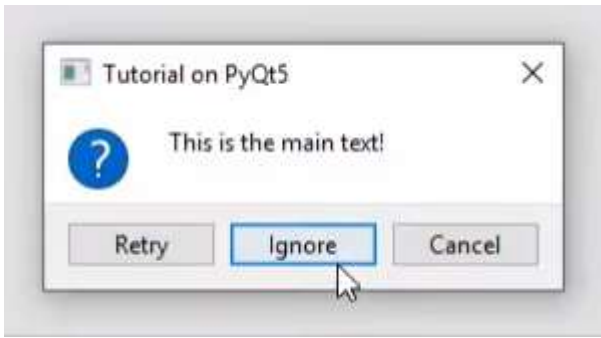 Tutorial on PyQt5
This is the main text!
?
Retry Ignore Cancel